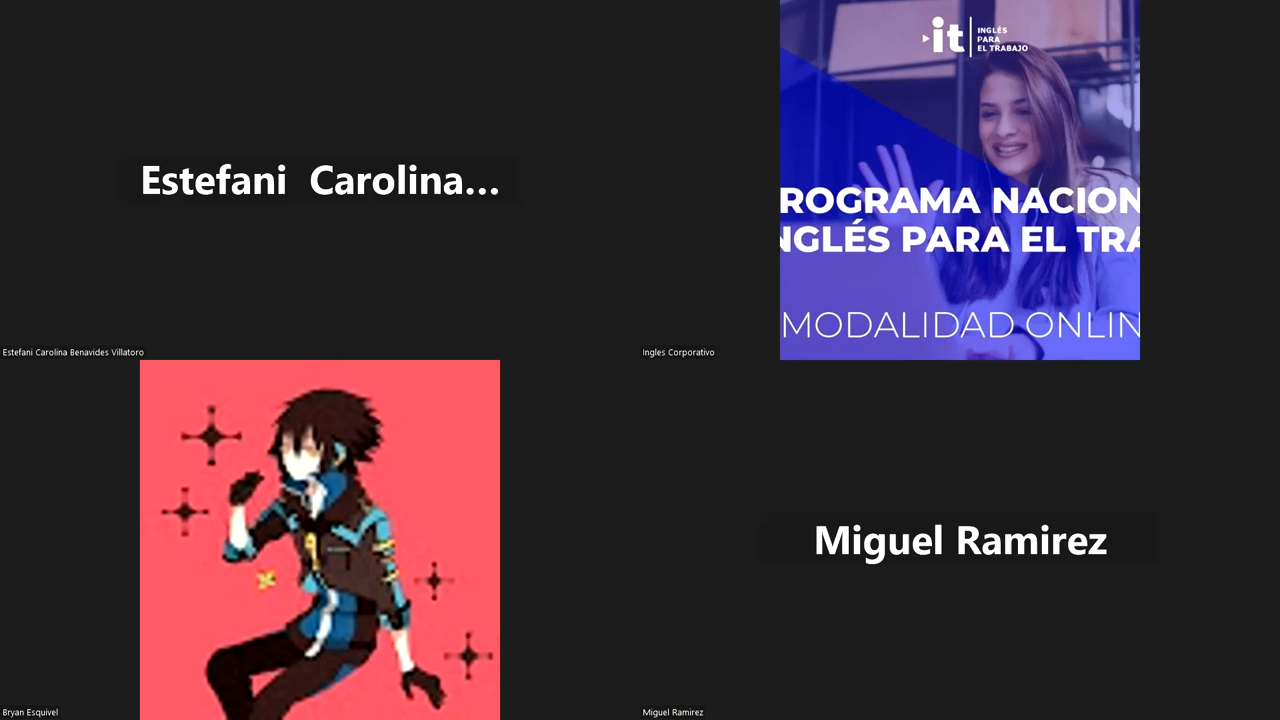 Estefani Carolina...
Estefani Carolina Benavides Villatoro
it
INGLÉS
PARA
EL TRABAJO
ROGRAMA NACION
NGLÉS PARA EL TRA
MODALIDAD ONLIN
Ingles Corporativo
Bryan Esquivel
Miguel Ramirez
Miguel Ramirez